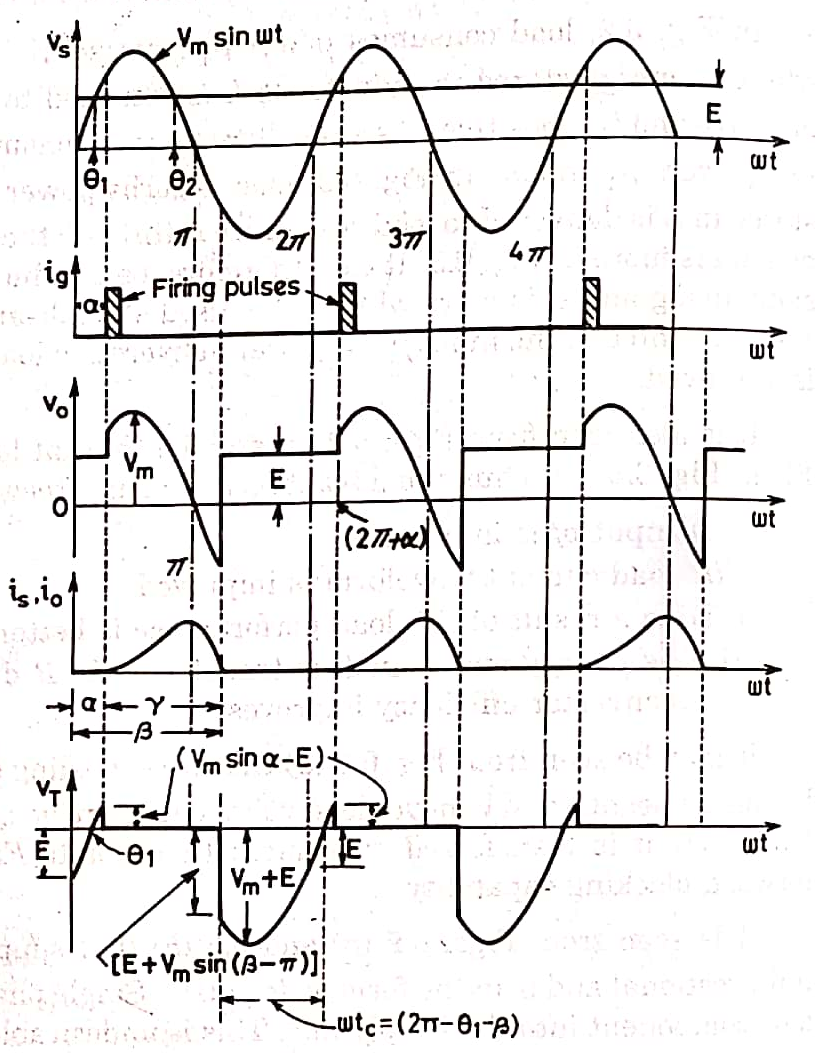 vs
Vm sin ωt
E
ωt
θ1
θ2
π
2π
3π
4π
ig
α
Firing pulses
ωt
vo
Vm
E
O
ωt
(2π+α)
π
is,io
ωt
α
γ
β
(Vm sin α-E)
vT
ωt
E
θ1
Vm+E
E
[E+Vm sin(β-π)]
ωtc=(2π-θ1-β)